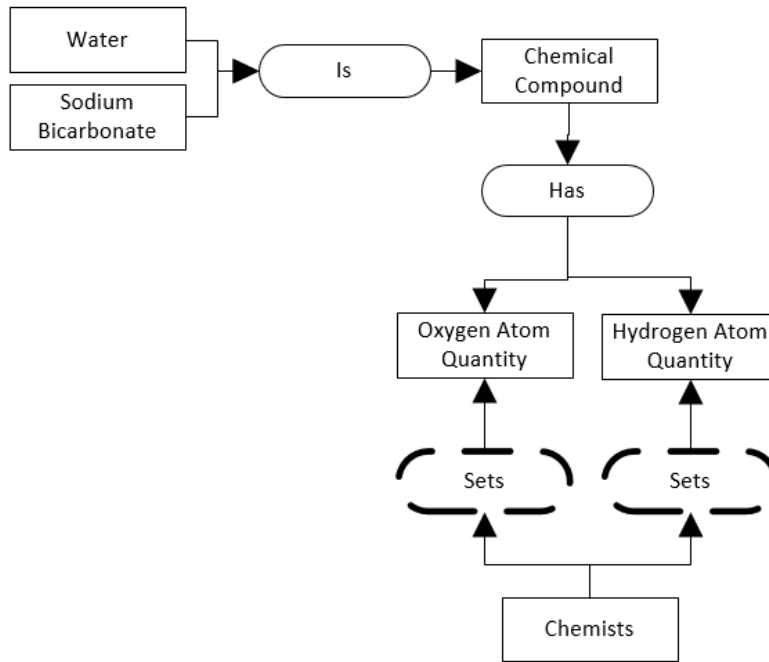 Water
Is
Chemical
Compound
Sodium
Bicarbonate
Has
Oxygen Atom
Quantity
Hydrogen Atom
Quantity
Sets
Sets
Chemists